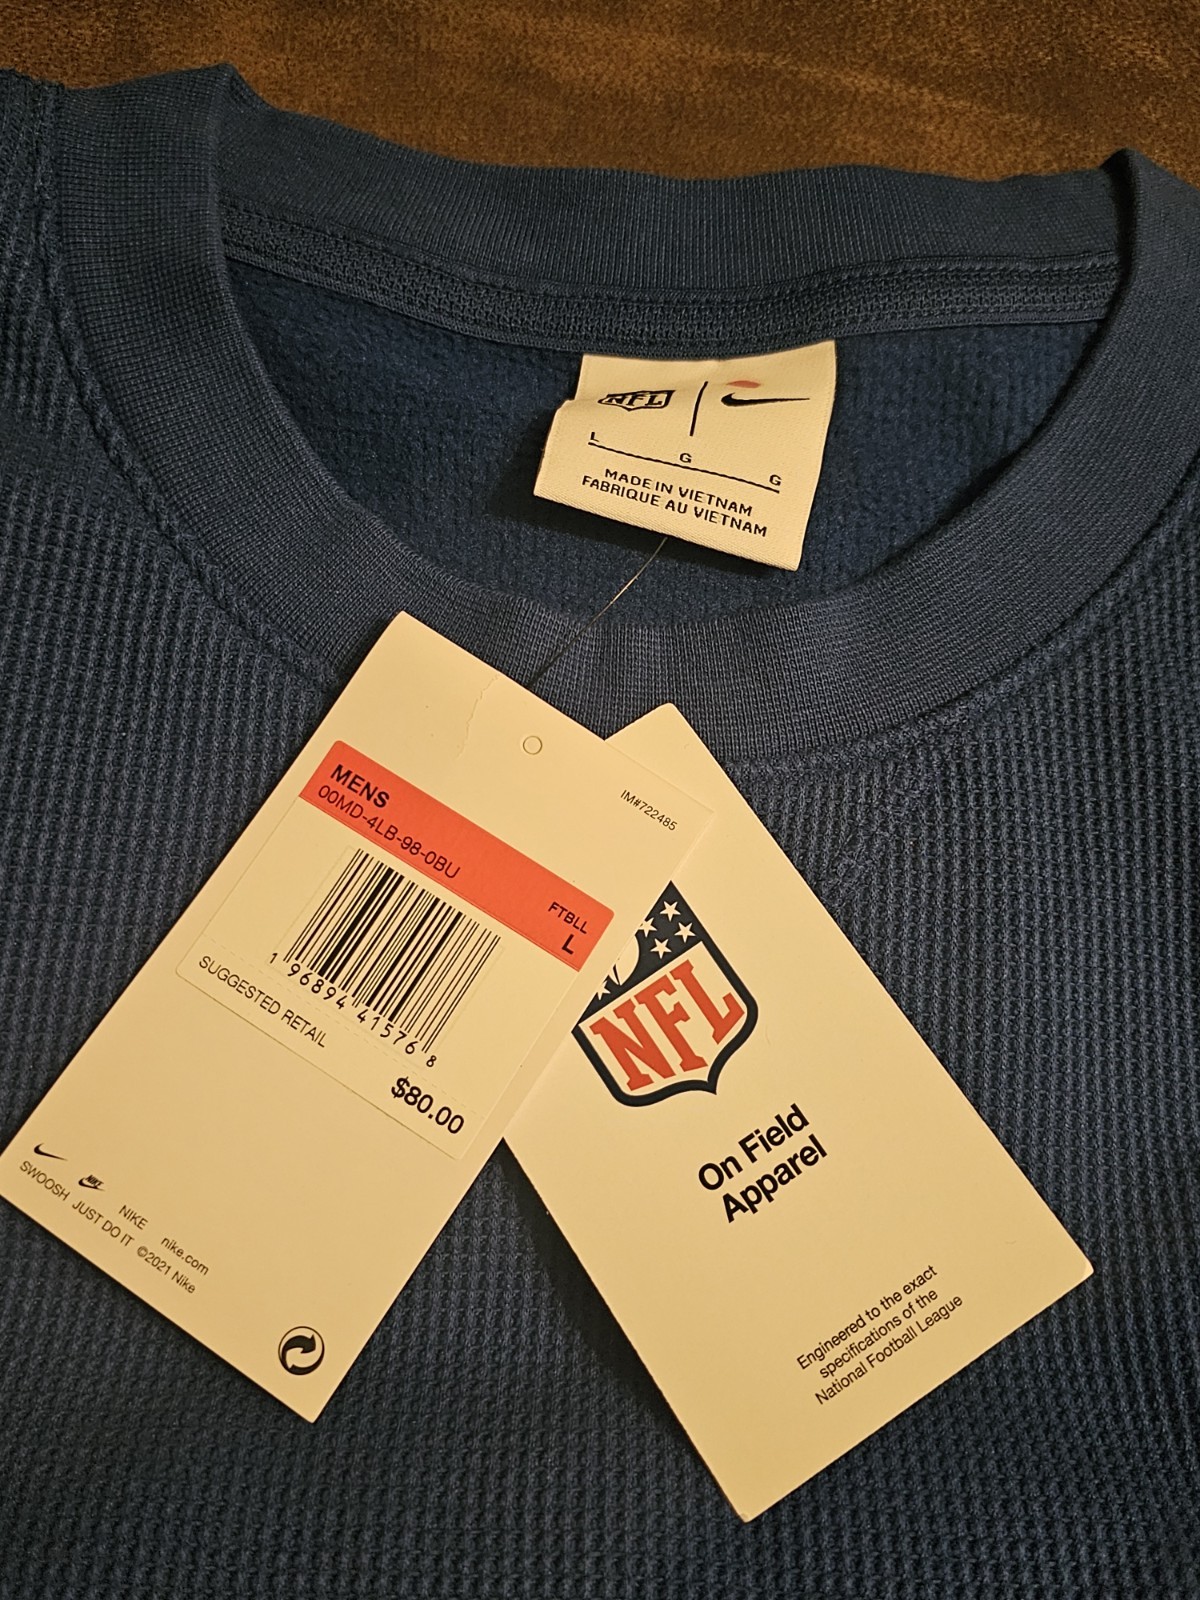 NFL
L
G
G
MADE IN VIETNAM
FABRIQUE AU VIETNAM
MENS
00MD-4LB-98-0BU
FTBLL
L
1 96894 41576 8
SUGGESTED RETAIL
$80.00
NIKE
NIKE nike.com
SWOOSH JUST DO IT ©2021 Nike
IM#722485
NFL
On Field
Apparel
Engineered to the exact
specifications of the
National Football League